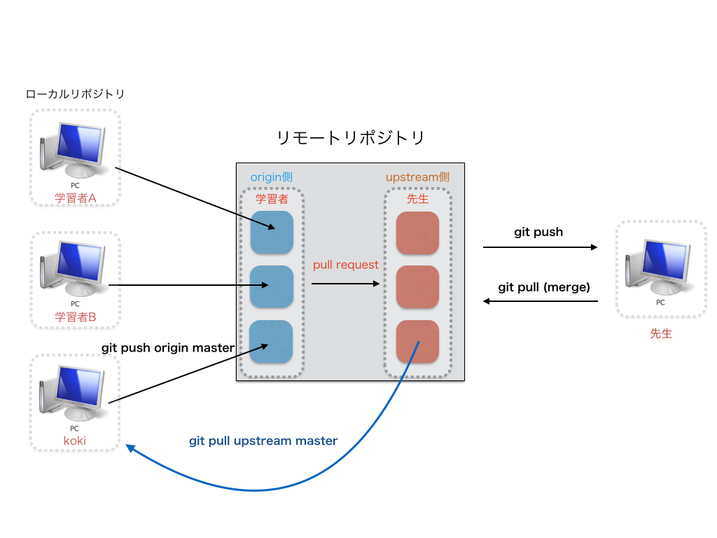 ローカルリポジトリ
リモートリポジトリ
PC
学習者A
origin側
upstream側
学習者
先生
git push
pull request
git pull (merge)
PC
学習者B
PC
先生
git push origin master
PC
koki
git pull upstream master